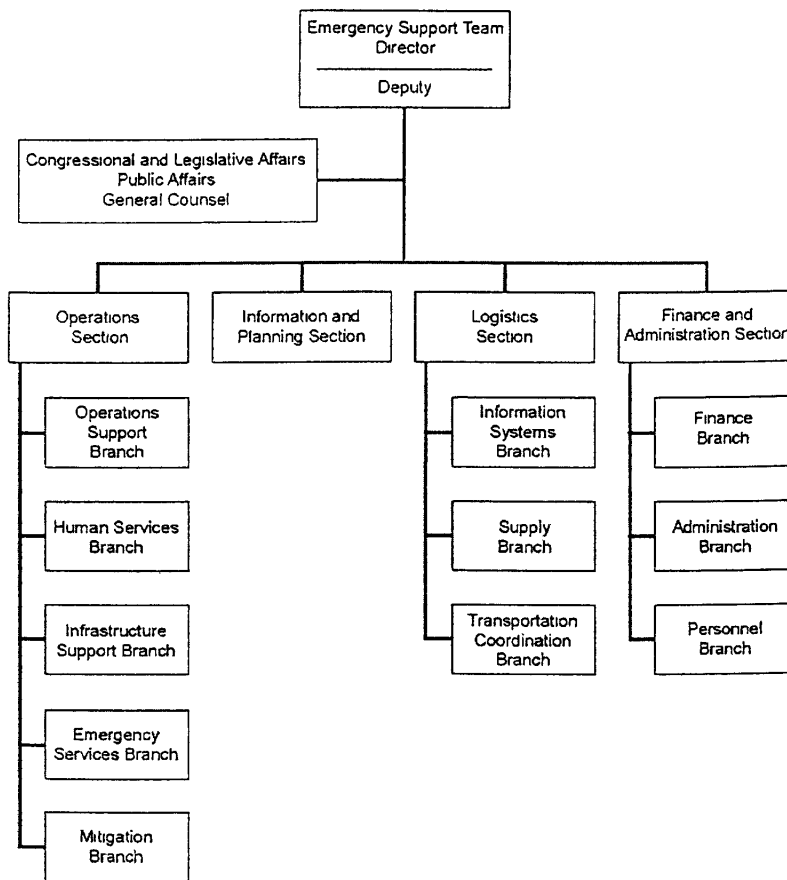 Emergency Support Team
Director
Deputy
Congressional and Legislative Affairs
Public Affairs
General Counsel
Operations
Section
Information and
Planning Section
Logistics
Section
Finance and
Administration Section
Operations
Support
Branch
Human Services
Branch
Infrastructure
Support Branch
Emergency
Services Branch
Mitigation
Branch
Information
Systems
Branch
Supply
Branch
Transportation
Coordination
Branch
Finance
Branch
Administration
Branch
Personnel
Branch